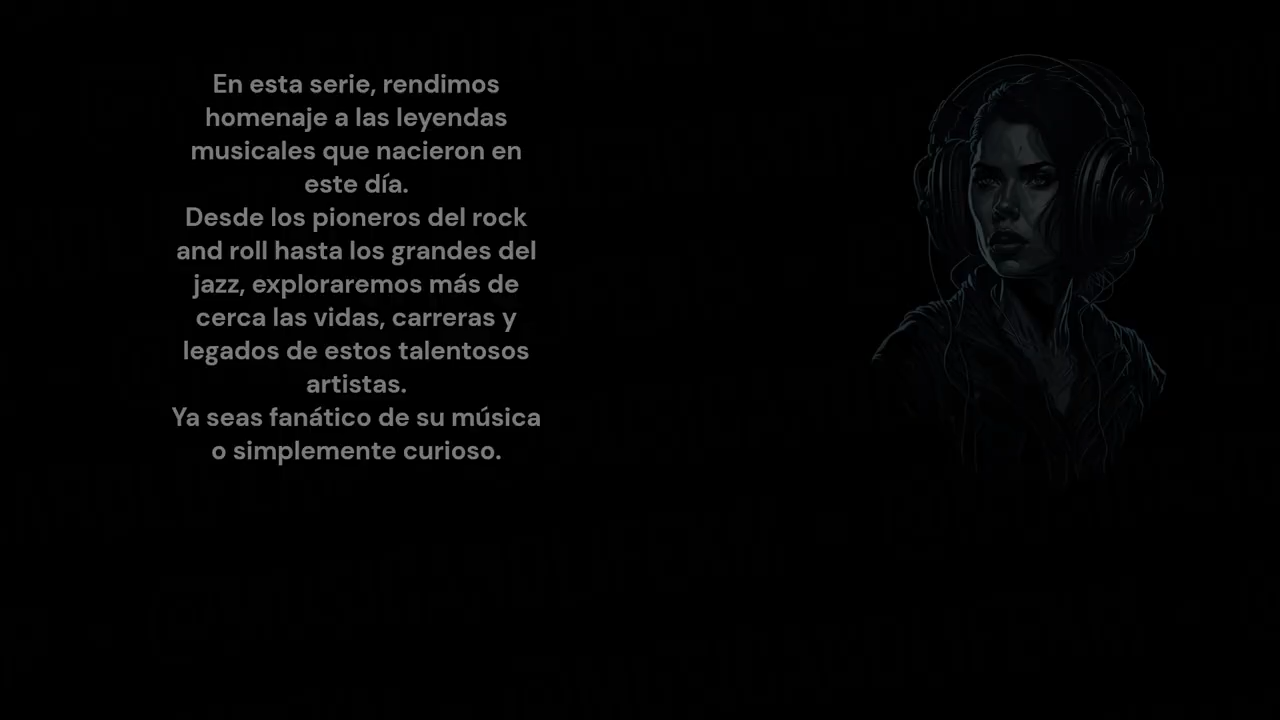 En esta serie, rendimos
homenaje a las leyendas
musicales que nacieron en
este día.
Desde los pioneros del rock
and roll hasta los grandes del
jazz, exploraremos más de
cerca las vidas, carreras y
legados de estos talentosos
artistas.
Ya seas fanático de su música
o simplemente curioso.